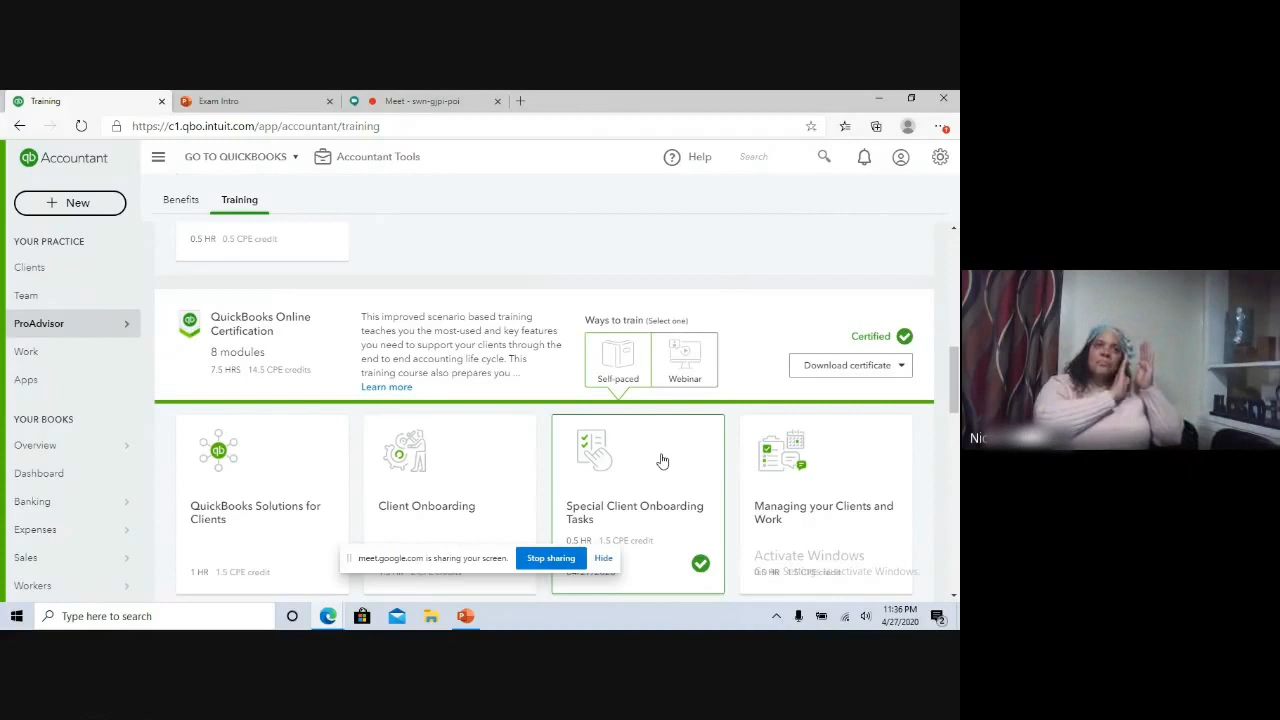 Training
Exam Intro
Meet - swn-gjpi-poi
https://c1.qbo.intuit.com/app/accountant/training
qb Accountant
GO TO QUICKBOOKS
Accountant Tools
Help
Search
+ New
Benefits
Training
YOUR PRACTICE
Clients
Team
ProAdvisor
Work
Apps
YOUR BOOKS
Overview
Dashboard
Banking
Expenses
Sales
Workers
0.5 HR 0.5 CPE credit
QuickBooks Online
Certification
8 modules
7.5 HRS 14.5 CPE credits
This improved scenario based training
teaches you the most-used and key features
you need to support your clients through the
end to end accounting life cycle. This
training course also prepares you ...
Learn more
Ways to train (Select one)
Self-paced
Webinar
Certified
Download certificate
QuickBooks Solutions for
Clients
1 HR 1.5 CPE credit
Client Onboarding
Special Client Onboarding
Tasks
0.5 HR 1.5 CPE credit
Managing your Clients and
Work
Activate Windows
meet.google.com is sharing your screen.
Stop sharing
Hide
Type here to search
11:36 PM
4/27/2020
2
Nic